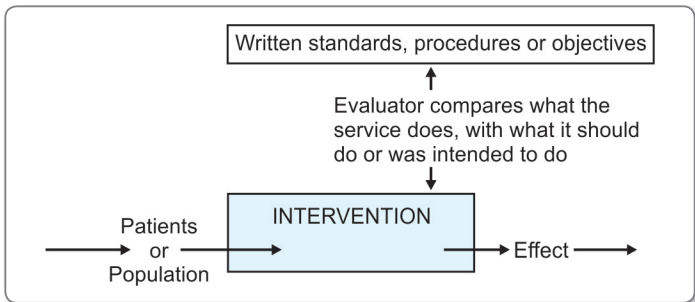 Written standards, procedures or objectives
Evaluator compares what the
service does, with what it should
do or was intended to do
INTERVENTION
Patients
or
Population
Effect